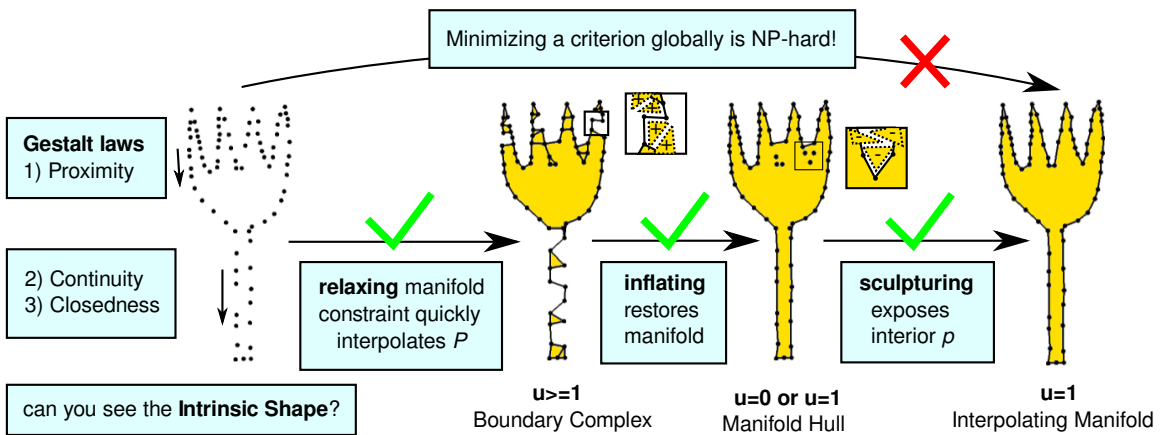 Minimizing a criterion globally is NP-hard!
Gestalt laws
1) Proximity
2) Continuity
3) Closedness
can you see the Intrinsic Shape?
relaxing manifold
constraint quickly
interpolates P
inflating
restores
manifold
sculpturing
exposes
interior p
u>=1
Boundary Complex
u=0 or u=1
Manifold Hull
u=1
Interpolating Manifold